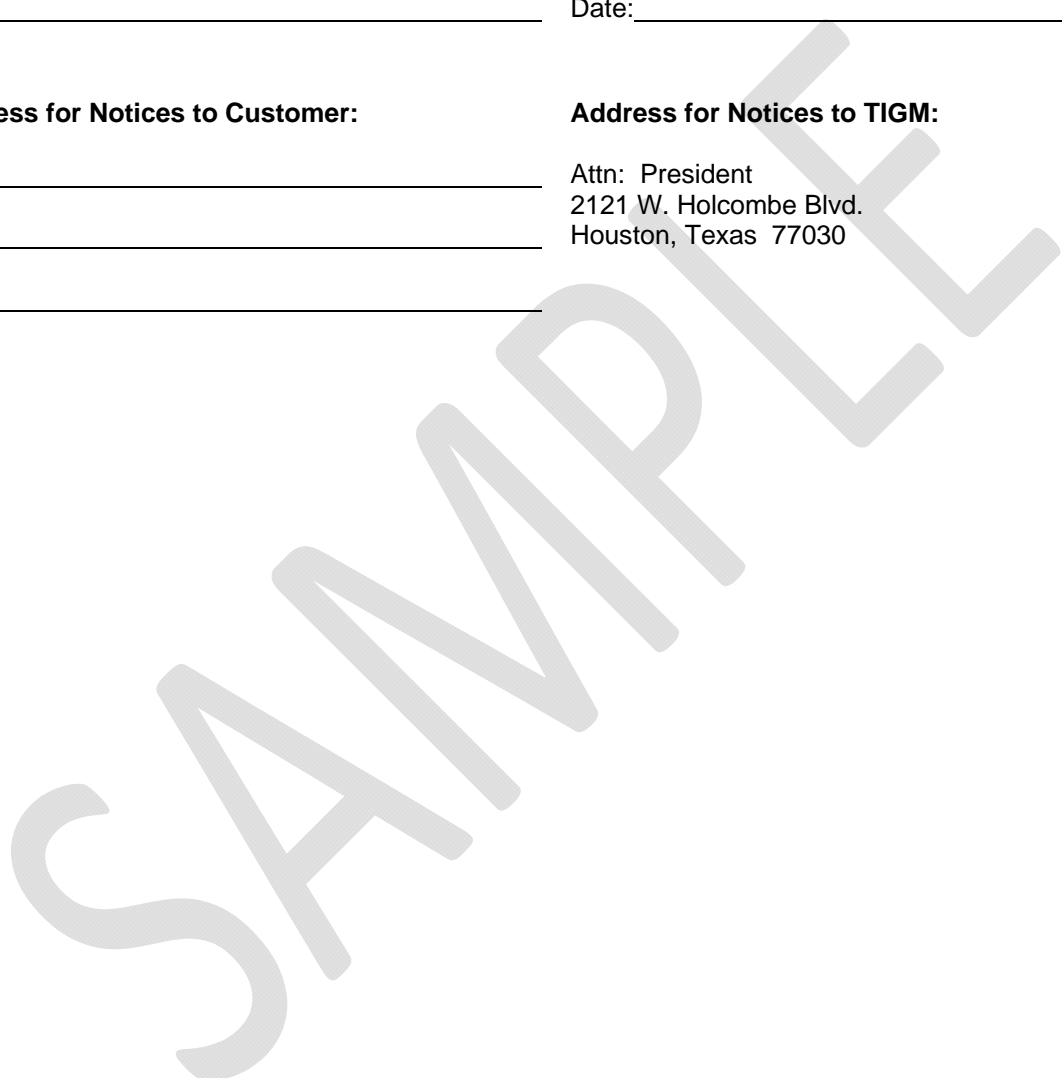 Date:
ess for Notices to Customer:
Address for Notices to TIGM:
Attn: President
2121 W. Holcombe Blvd.
Houston, Texas 77030
SAMPLE